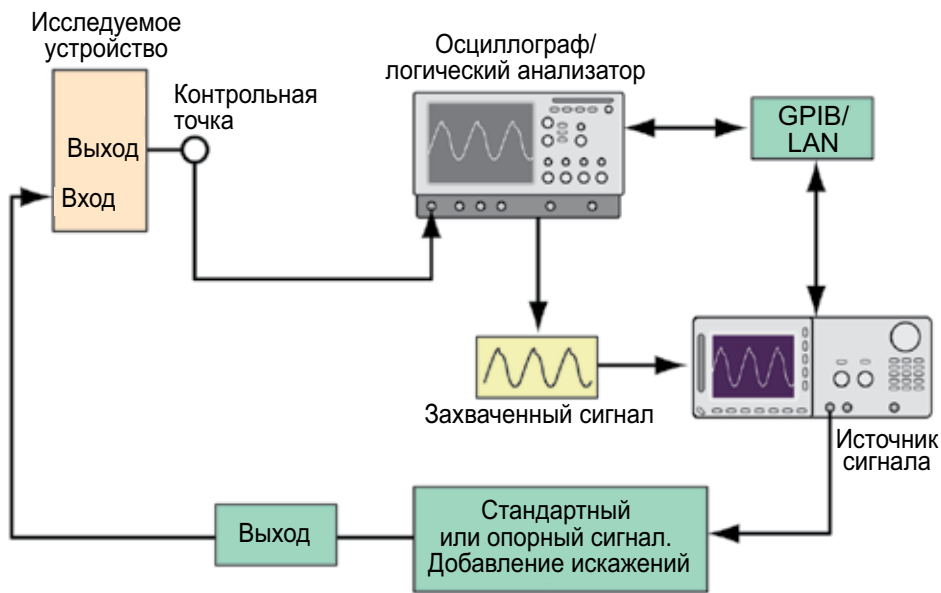 Исследуемое
устройство
Осциллограф/
логический анализатор
Контрольная
точка
GPIB/
LAN
Выход
Вход
Захваченный сигнал
Источник
сигнала
Стандартный
или опорный сигнал.
Добавление искажений
Выход